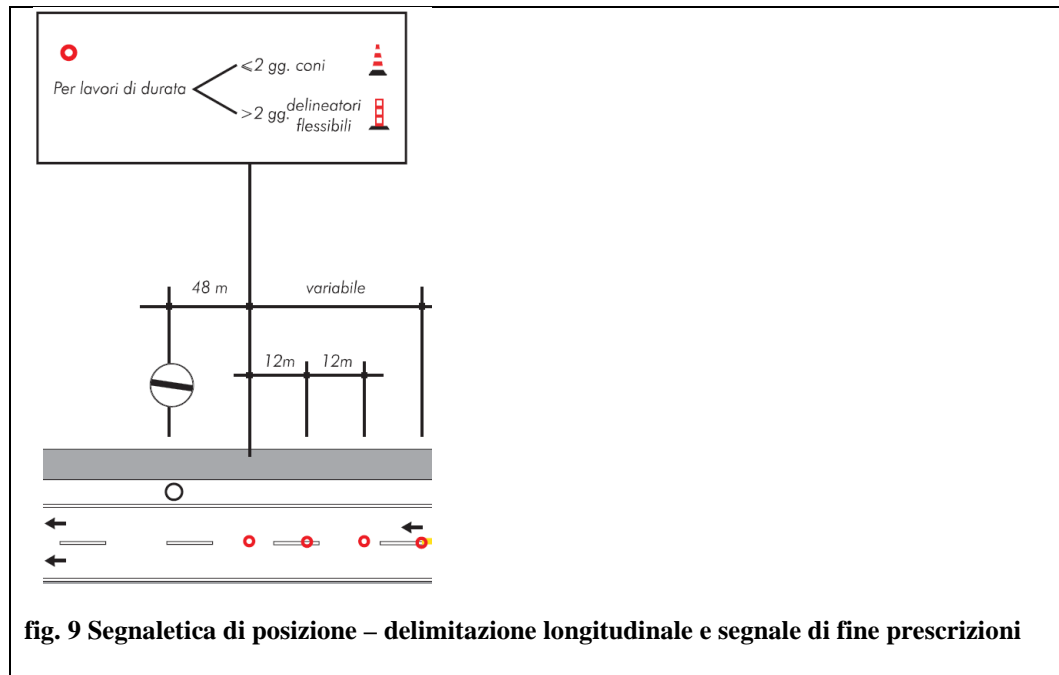 ≤2 gg. coni
Per lavori di durata
>2 gg. delineatori
flessibili
48 m variabile
12m 12m
fig. 9 Segnaletica di posizione – delimitazione longitudinale e segnale di fine prescrizioni